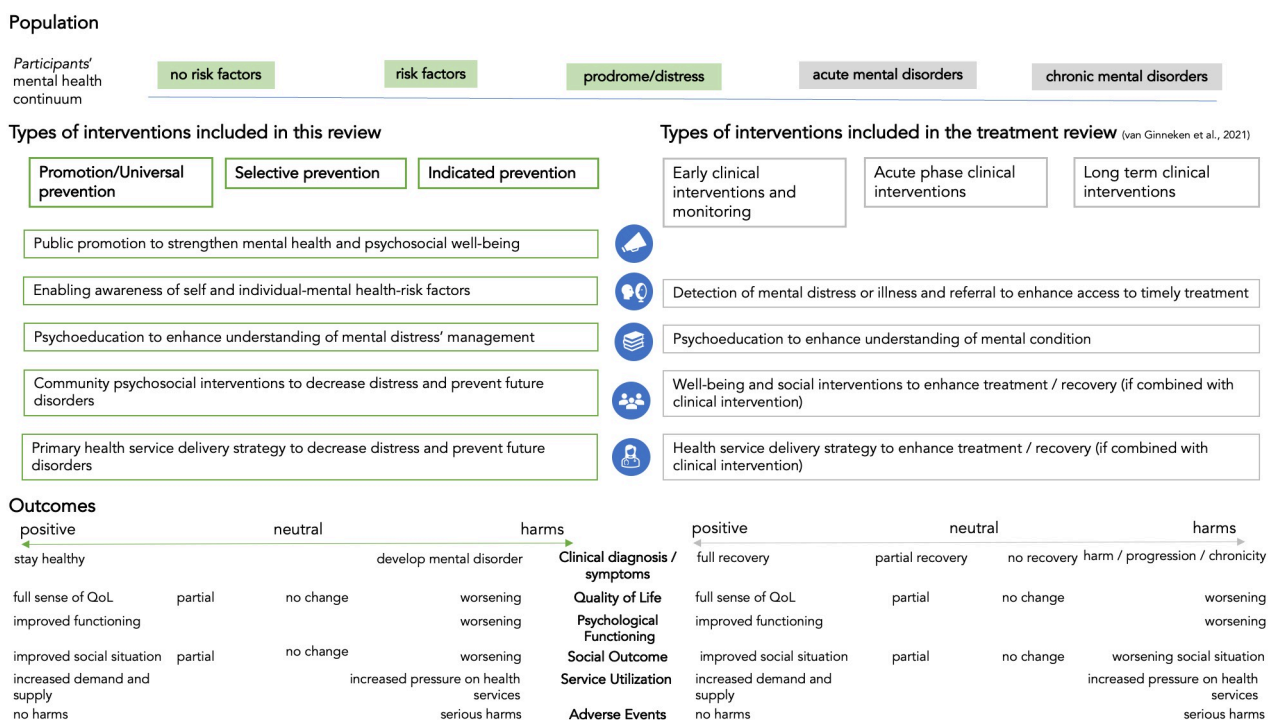 Population
Participants’
mental health
continuum
no risk factors
risk factors
prodrome/distress
acute mental disorders
chronic mental disorders
Types of interventions included in this review
Types of interventions included in the treatment review (van Ginneken et al., 2021)
Promotion/Universal
prevention
Selective prevention
Indicated prevention
Early clinical
interventions and
monitoring
Acute phase clinical
interventions
Long term clinical
interventions
Public promotion to strengthen mental health and psychosocial well-being
Enabling awareness of self and individual-mental health-risk factors
Detection of mental distress or illness and referral to enhance access to timely treatment
Psychoeducation to enhance understanding of mental distress’ management
Psychoeducation to enhance understanding of mental condition
Community psychosocial interventions to decrease distress and prevent future
disorders
Well-being and social interventions to enhance treatment / recovery (if combined with
clinical intervention)
Primary health service delivery strategy to decrease distress and prevent future
disorders
Health service delivery strategy to enhance treatment / recovery (if combined with
clinical intervention)
Outcomes
positive neutral harms positive neutral harms
stay healthy develop mental disorder Clinical diagnosis / full recovery partial recovery no recovery harm / progression / chronicity
symptoms
full sense of QoL partial no change worsening Quality of Life full sense of QoL partial no change worsening
improved functioning worsening Psychological improved functioning worsening
Functioning
improved social situation partial no change worsening Social Outcome improved social situation partial no change worsening social situation
increased demand and increased pressure on health Service Utilization increased demand and increased pressure on health
supply services supply services
no harms serious harms Adverse Events no harms serious harms